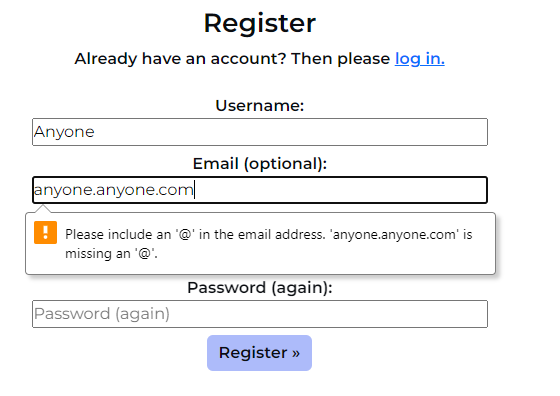 Register
Already have an account? Then please log in.
Username:
Anyone
Email (optional):
anyone.anyone.com
! Please include an '@' in the email address. 'anyone.anyone.com' is
missing an '@'.
Password (again):
Password (again)
Register »